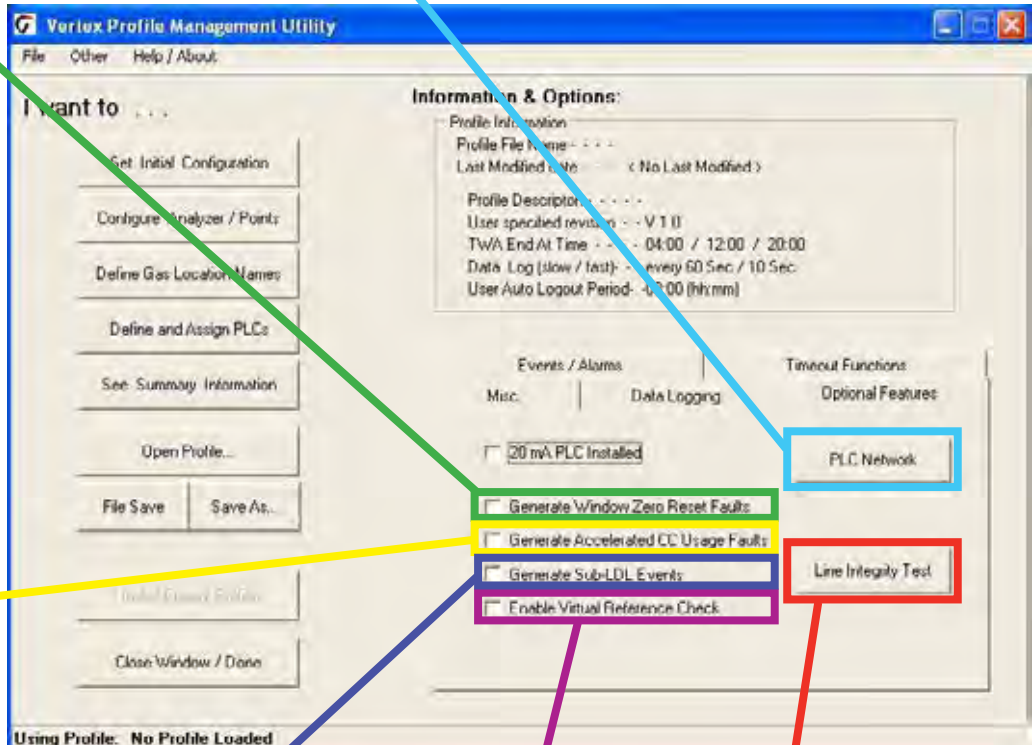 Vertex Profile Management Utility
File Other Help / About
I want to . . .
Set Initial Configuration
Configure Analyzer / Points
Define Gas Location Names
Define and Assign PLCs
See Summary Information
Open Profile...
File Save Save As..
Close Window / Done
Information & Options:
Profile Information
Profile File Name - - - -
Last Modified date < No Last Modified >
Profile Descriptor - - - - -
User specified revision - - V 1.0
TWA End At Time - - - - 04:00 / 12:00 / 20:00
Data Log (slow / fast)- - every 60 Sec / 10 Sec
User Auto Logout Period- -00:00 (hh:mm)
Events / Alarms Timeout Functions
Misc. Data Logging Optional Features
20 mA PLC Installed
PLC Network
Generate Window Zero Reset Faults
Generate Accelerated CC Usage Faults
Generate Sub-LDL Events
Enable Virtual Reference Check
Line Integrity Test
Using Profile. No Profile Loaded